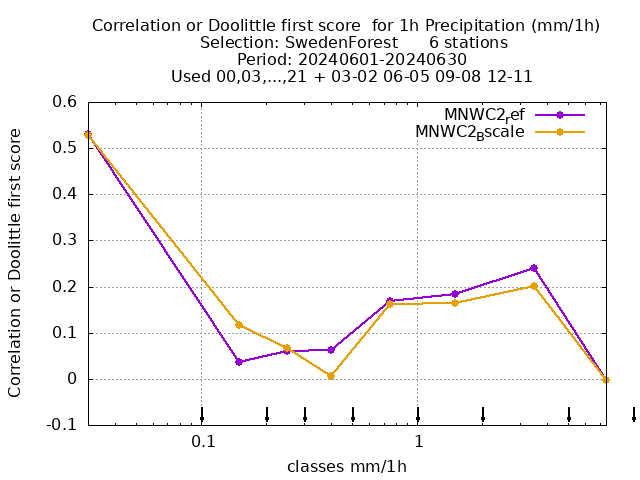 Correlation or Doolittle first score  for 1h Precipitation (mm/1h)
Selection: SwedenForest      6 stations
Period: 20240601-20240630
Used 00,03,...,21 + 03-02 06-05 09-08 12-11
MNWC2ref
MNWC2Bscale
0.6
0.5
0.4
0.3
0.2
0.1
0
-0.1
Correlation or Doolittle first score
0.1
1
classes mm/1h